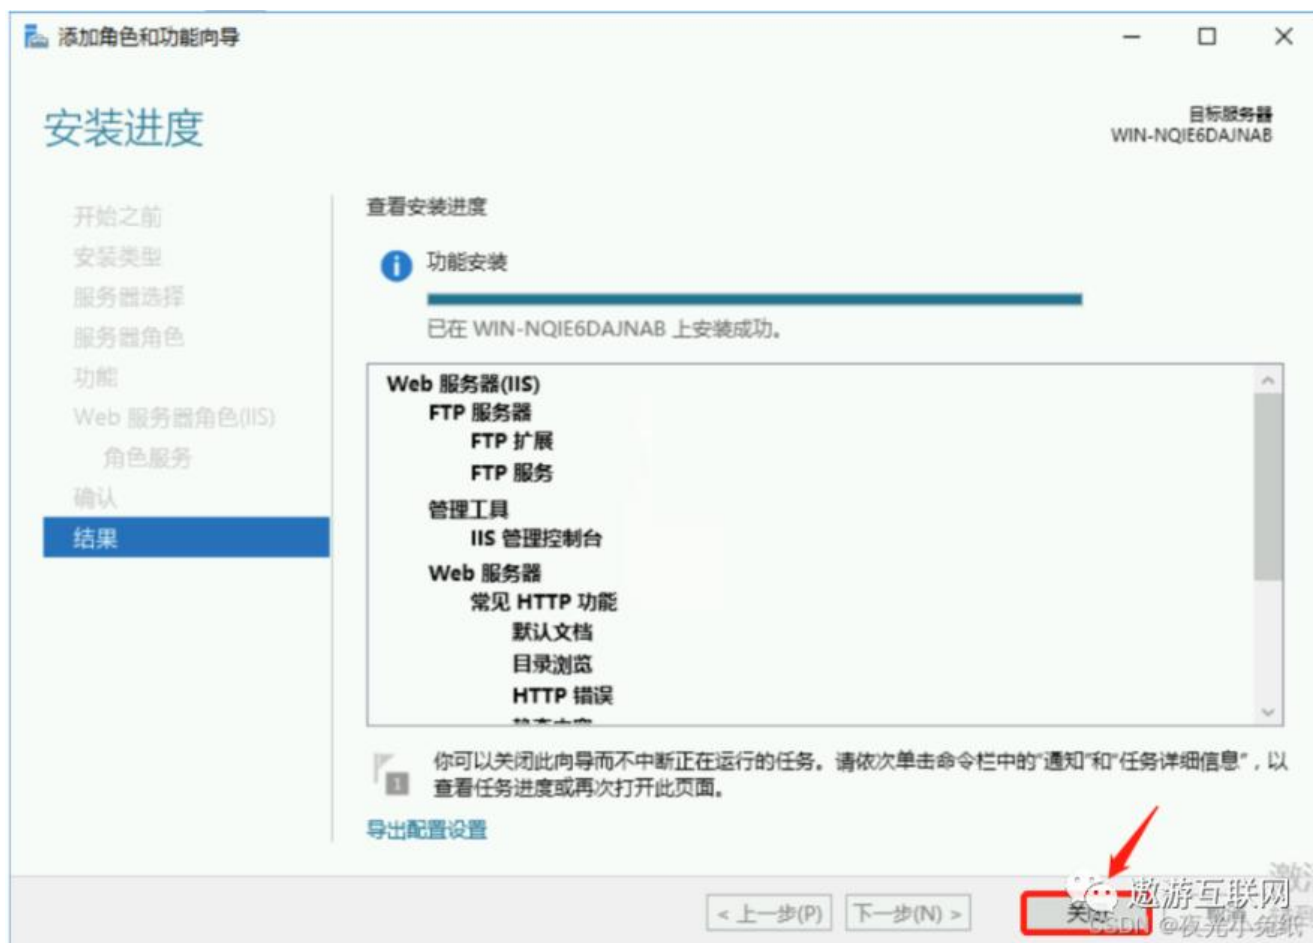 添加角色和功能向导
安装进度
目标服务器
WIN-NQIE6DAJNAB
开始之前
安装类型
服务器选择
服务器角色
功能
Web 服务器角色(IIS)
角色服务
确认
结果
查看安装进度
功能安装
已在 WIN-NQIE6DAJNAB 上安装成功。
Web 服务器(IIS)
FTP 服务器
FTP 扩展
FTP 服务
管理工具
IIS 管理控制台
Web 服务器
常见 HTTP 功能
默认文档
目录浏览
HTTP 错误
1
你可以关闭此向导而不中断正在运行的任务。请依次单击命令栏中的"通知"和"任务详细信息"，以
查看任务进度或再次打开此页面。
导出配置设置
< 上一步(P)
下一步(N) >
关闭
遨游互联网
CSDN @夜光小兔纸